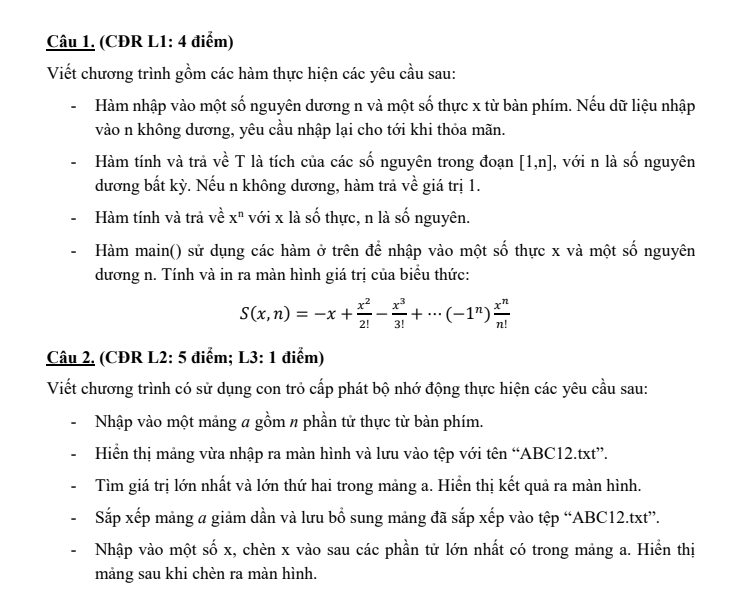 Câu 1. (CĐR L1: 4 điểm)
Viết chương trình gồm các hàm thực hiện các yêu cầu sau:
- Hàm nhập vào một số nguyên dương n và một số thực x từ bàn phím. Nếu dữ liệu nhập
vào n không dương, yêu cầu nhập lại cho tới khi thỏa mãn.
- Hàm tính và trả về T là tích của các số nguyên trong đoạn [1,n], với n là số nguyên
dương bất kỳ. Nếu n không dương, hàm trả về giá trị 1.
- Hàm tính và trả về xⁿ với x là số thực, n là số nguyên.
- Hàm main() sử dụng các hàm ở trên để nhập vào một số thực x và một số nguyên
dương n. Tính và in ra màn hình giá trị của biểu thức:
S(x, n) = −x + x²/2! − x³/3! + ⋯ (−1ⁿ) xⁿ/n!
Câu 2. (CĐR L2: 5 điểm; L3: 1 điểm)
Viết chương trình có sử dụng con trỏ cấp phát bộ nhớ động thực hiện các yêu cầu sau:
- Nhập vào một mảng a gồm n phần tử thực từ bàn phím.
- Hiển thị mảng vừa nhập ra màn hình và lưu vào tệp với tên “ABC12.txt”.
- Tìm giá trị lớn nhất và lớn thứ hai trong mảng a. Hiển thị kết quả ra màn hình.
- Sắp xếp mảng a giảm dần và lưu bổ sung mảng đã sắp xếp vào tệp “ABC12.txt”.
- Nhập vào một số x, chèn x vào sau các phần tử lớn nhất có trong mảng a. Hiển thị
mảng sau khi chèn ra màn hình.